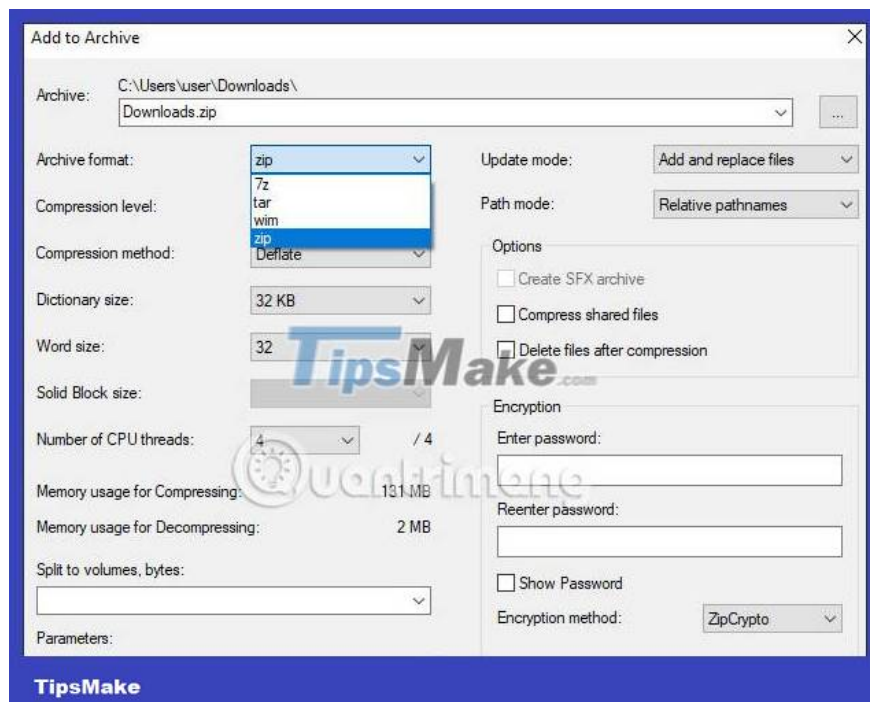 Add to Archive
Archive:
C:\Users\user\Downloads\
Downloads.zip
...
Archive format:
zip
7z
tar
wim
zip
Compression level:
Compression method:
Deflate
Dictionary size:
32 KB
Word size:
32
Solid Block size:
Number of CPU threads:
4
/ 4
Memory usage for Compressing:
131 MB
Memory usage for Decompressing:
2 MB
Split to volumes, bytes:
Parameters:
Update mode:
Add and replace files
Path mode:
Relative pathnames
Options
Create SFX archive
Compress shared files
Delete files after compression
Encryption
Enter password:
Reenter password:
Show Password
Encryption method:
ZipCrypto
TipsMake.com
Quantrimang
TipsMake